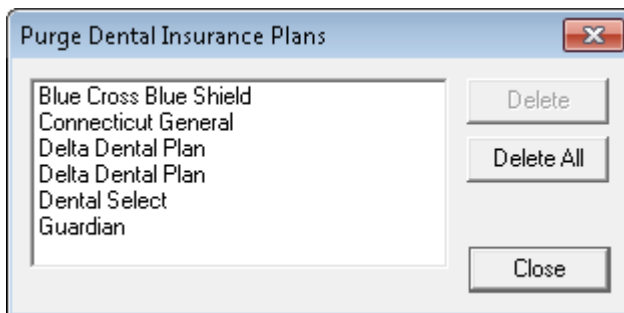 Purge Dental Insurance Plans
Blue Cross Blue Shield
Connecticut General
Delta Dental Plan
Delta Dental Plan
Dental Select
Guardian
Delete
Delete All
Close